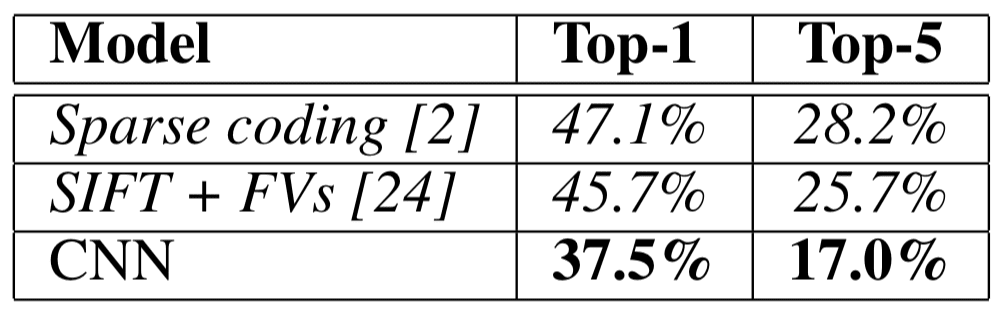 Model Top-1 Top-5
Sparse coding [2] 47.1% 28.2%
SIFT + FVs [24] 45.7% 25.7%
CNN 37.5% 17.0%